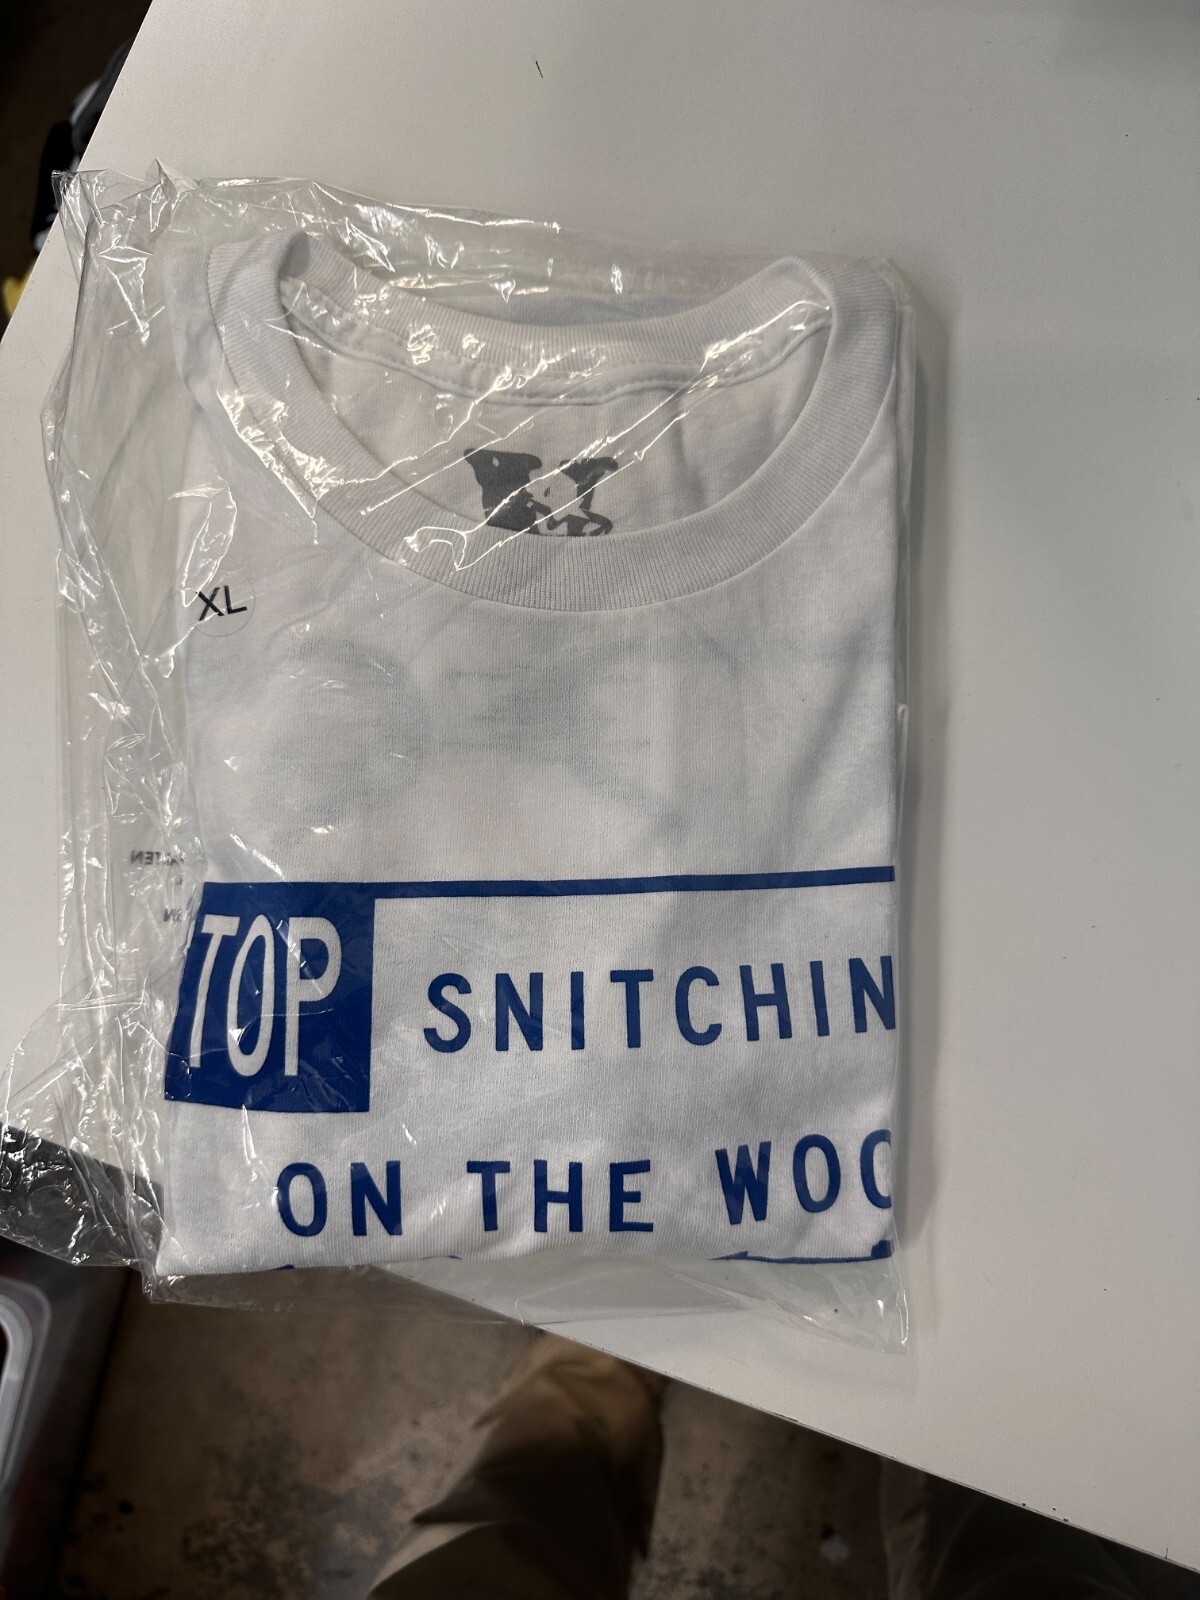 XL
TOP SNITCHIN
ON THE WOO